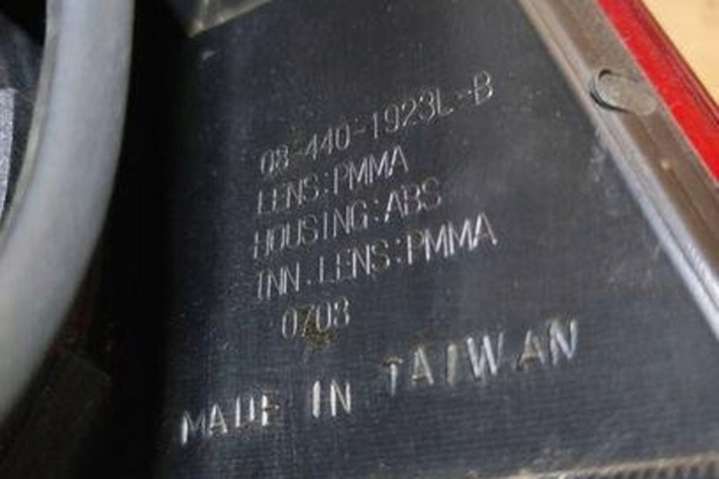 08-440-1923L-B
LENS:PMMA
HOUSING:ABS
INN.LENS:PMMA
0708
MADE IN TAIWAN